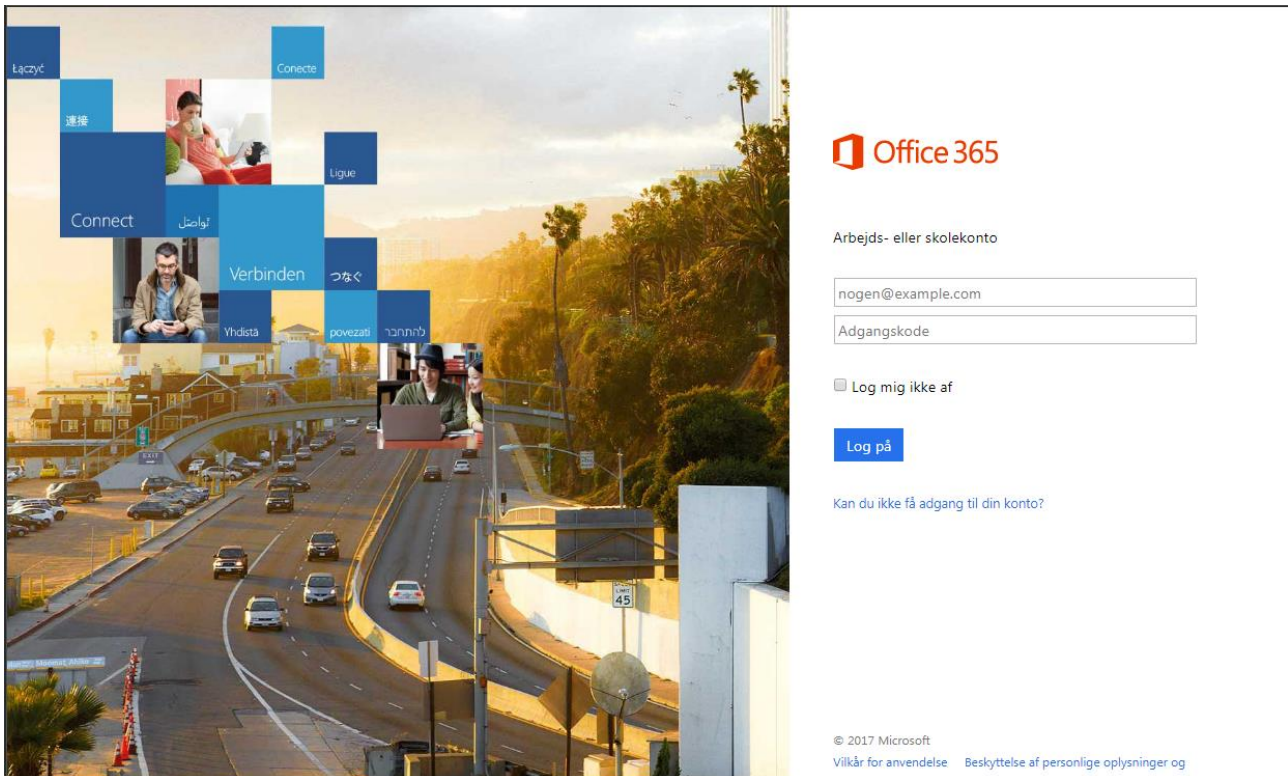 Łączyć
Conecte
連接
Ligue
Connect
تواصل
Verbinden
つなぐ
Yhdistä
povezati
להתחבר
EXIT
LIMIT
45
Office 365
Arbejds- eller skolekonto
nogen@example.com
Adgangskode
Log mig ikke af
Log på
Kan du ikke få adgang til din konto?
© 2017 Microsoft
Vilkår for anvendelse Beskyttelse af personlige oplysninger og